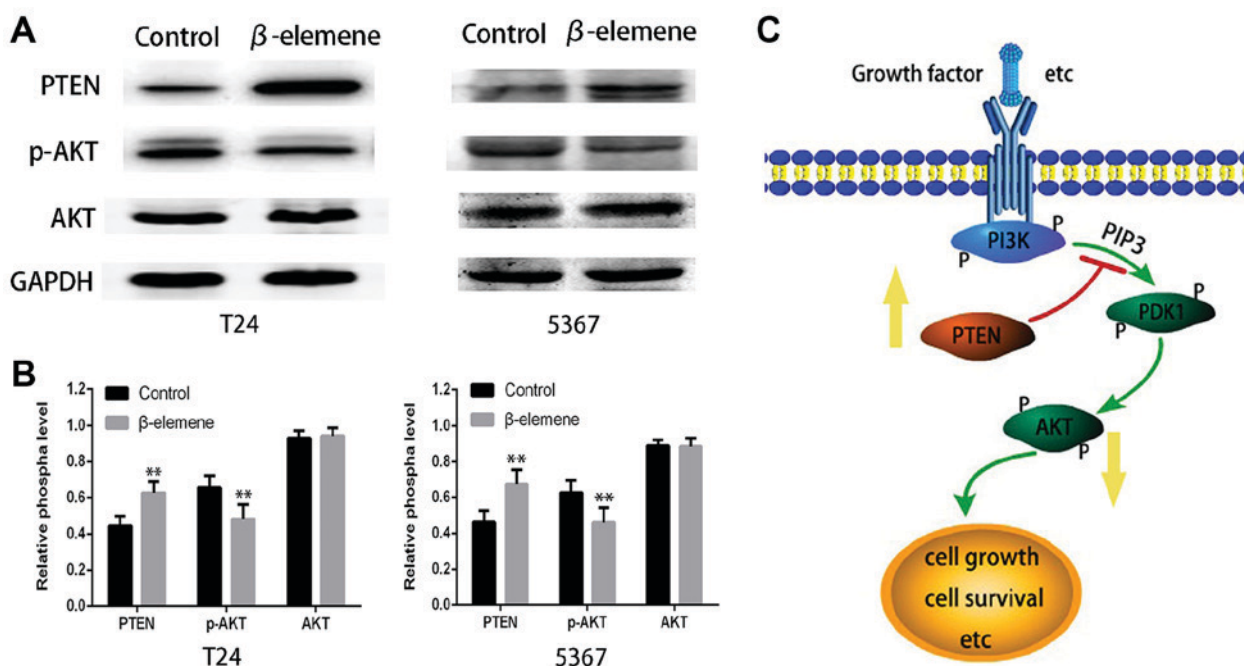 A
Control β-elemene
Control β-elemene
PTEN
p-AKT
AKT
GAPDH
T24
5367
B
Relative phospha level
1.2
1.0
0.8
0.6
0.4
0.2
0.0
Control
β-elemene
**
**
PTEN p-AKT AKT
T24
Relative phospha level
1.2
1.0
0.8
0.6
0.4
0.2
0.0
Control
β-elemene
**
**
PTEN p-AKT AKT
5367
C
Growth factor etc
PI3K
P
P
PIP3
PTEN
PDK1
P
P
AKT
P
P
cell growth
cell survival
etc